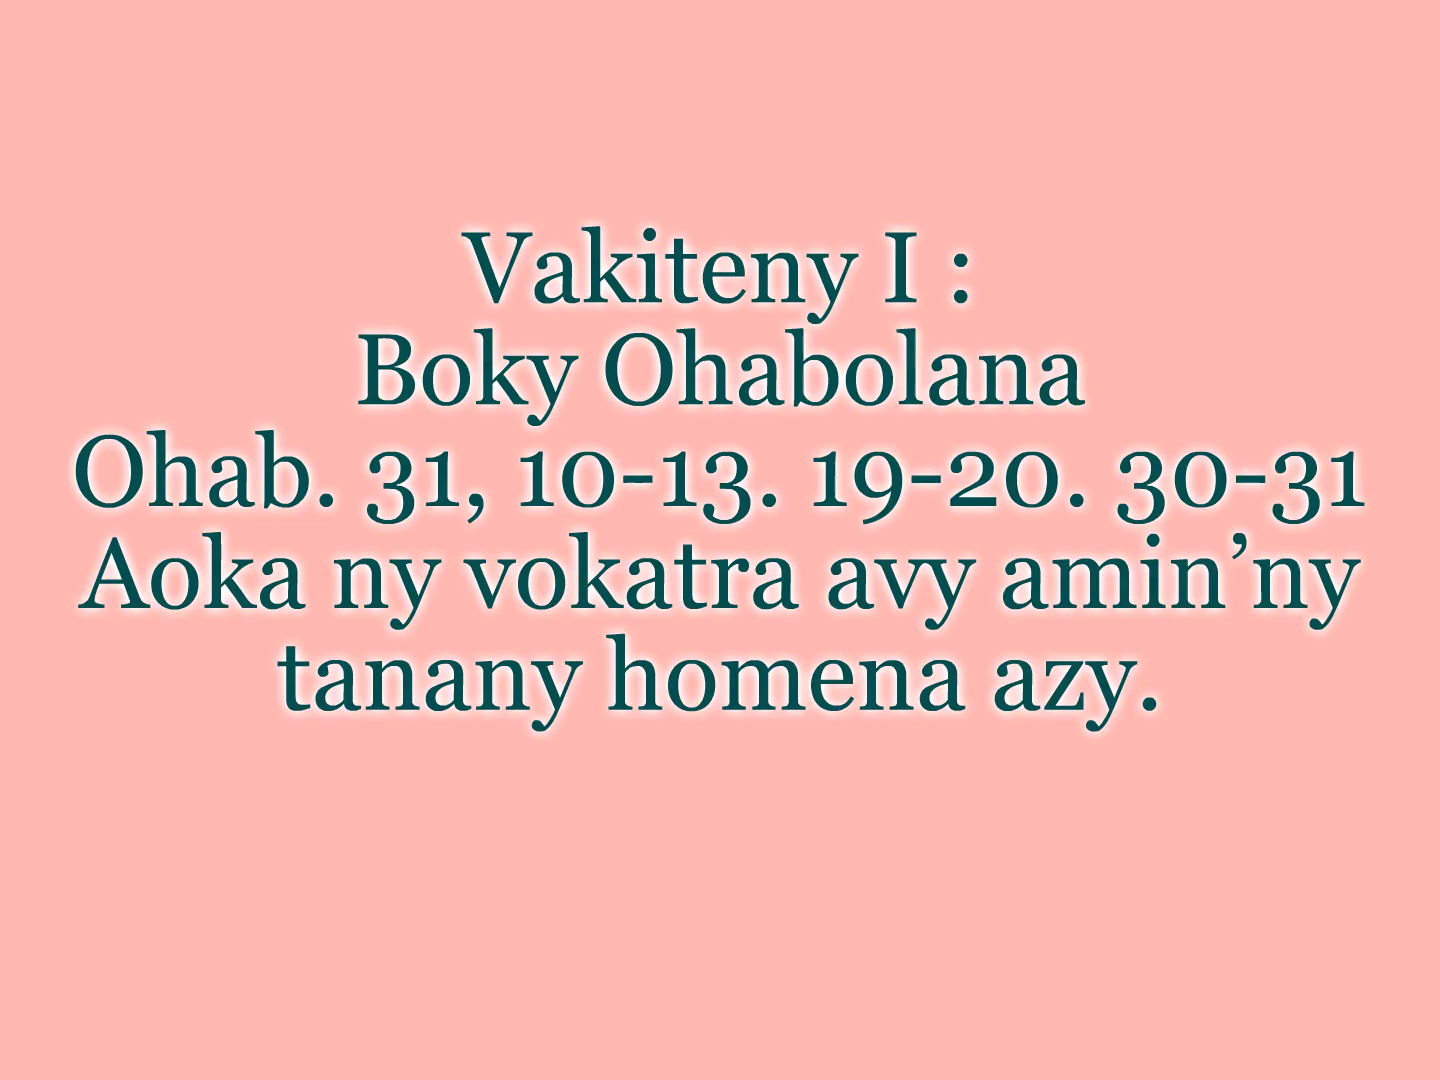 Vakiteny I :
Boky Ohabolana
Ohab. 31, 10-13. 19-20. 30-31
Aoka ny vokatra avy amin’ny
tanany homena azy.